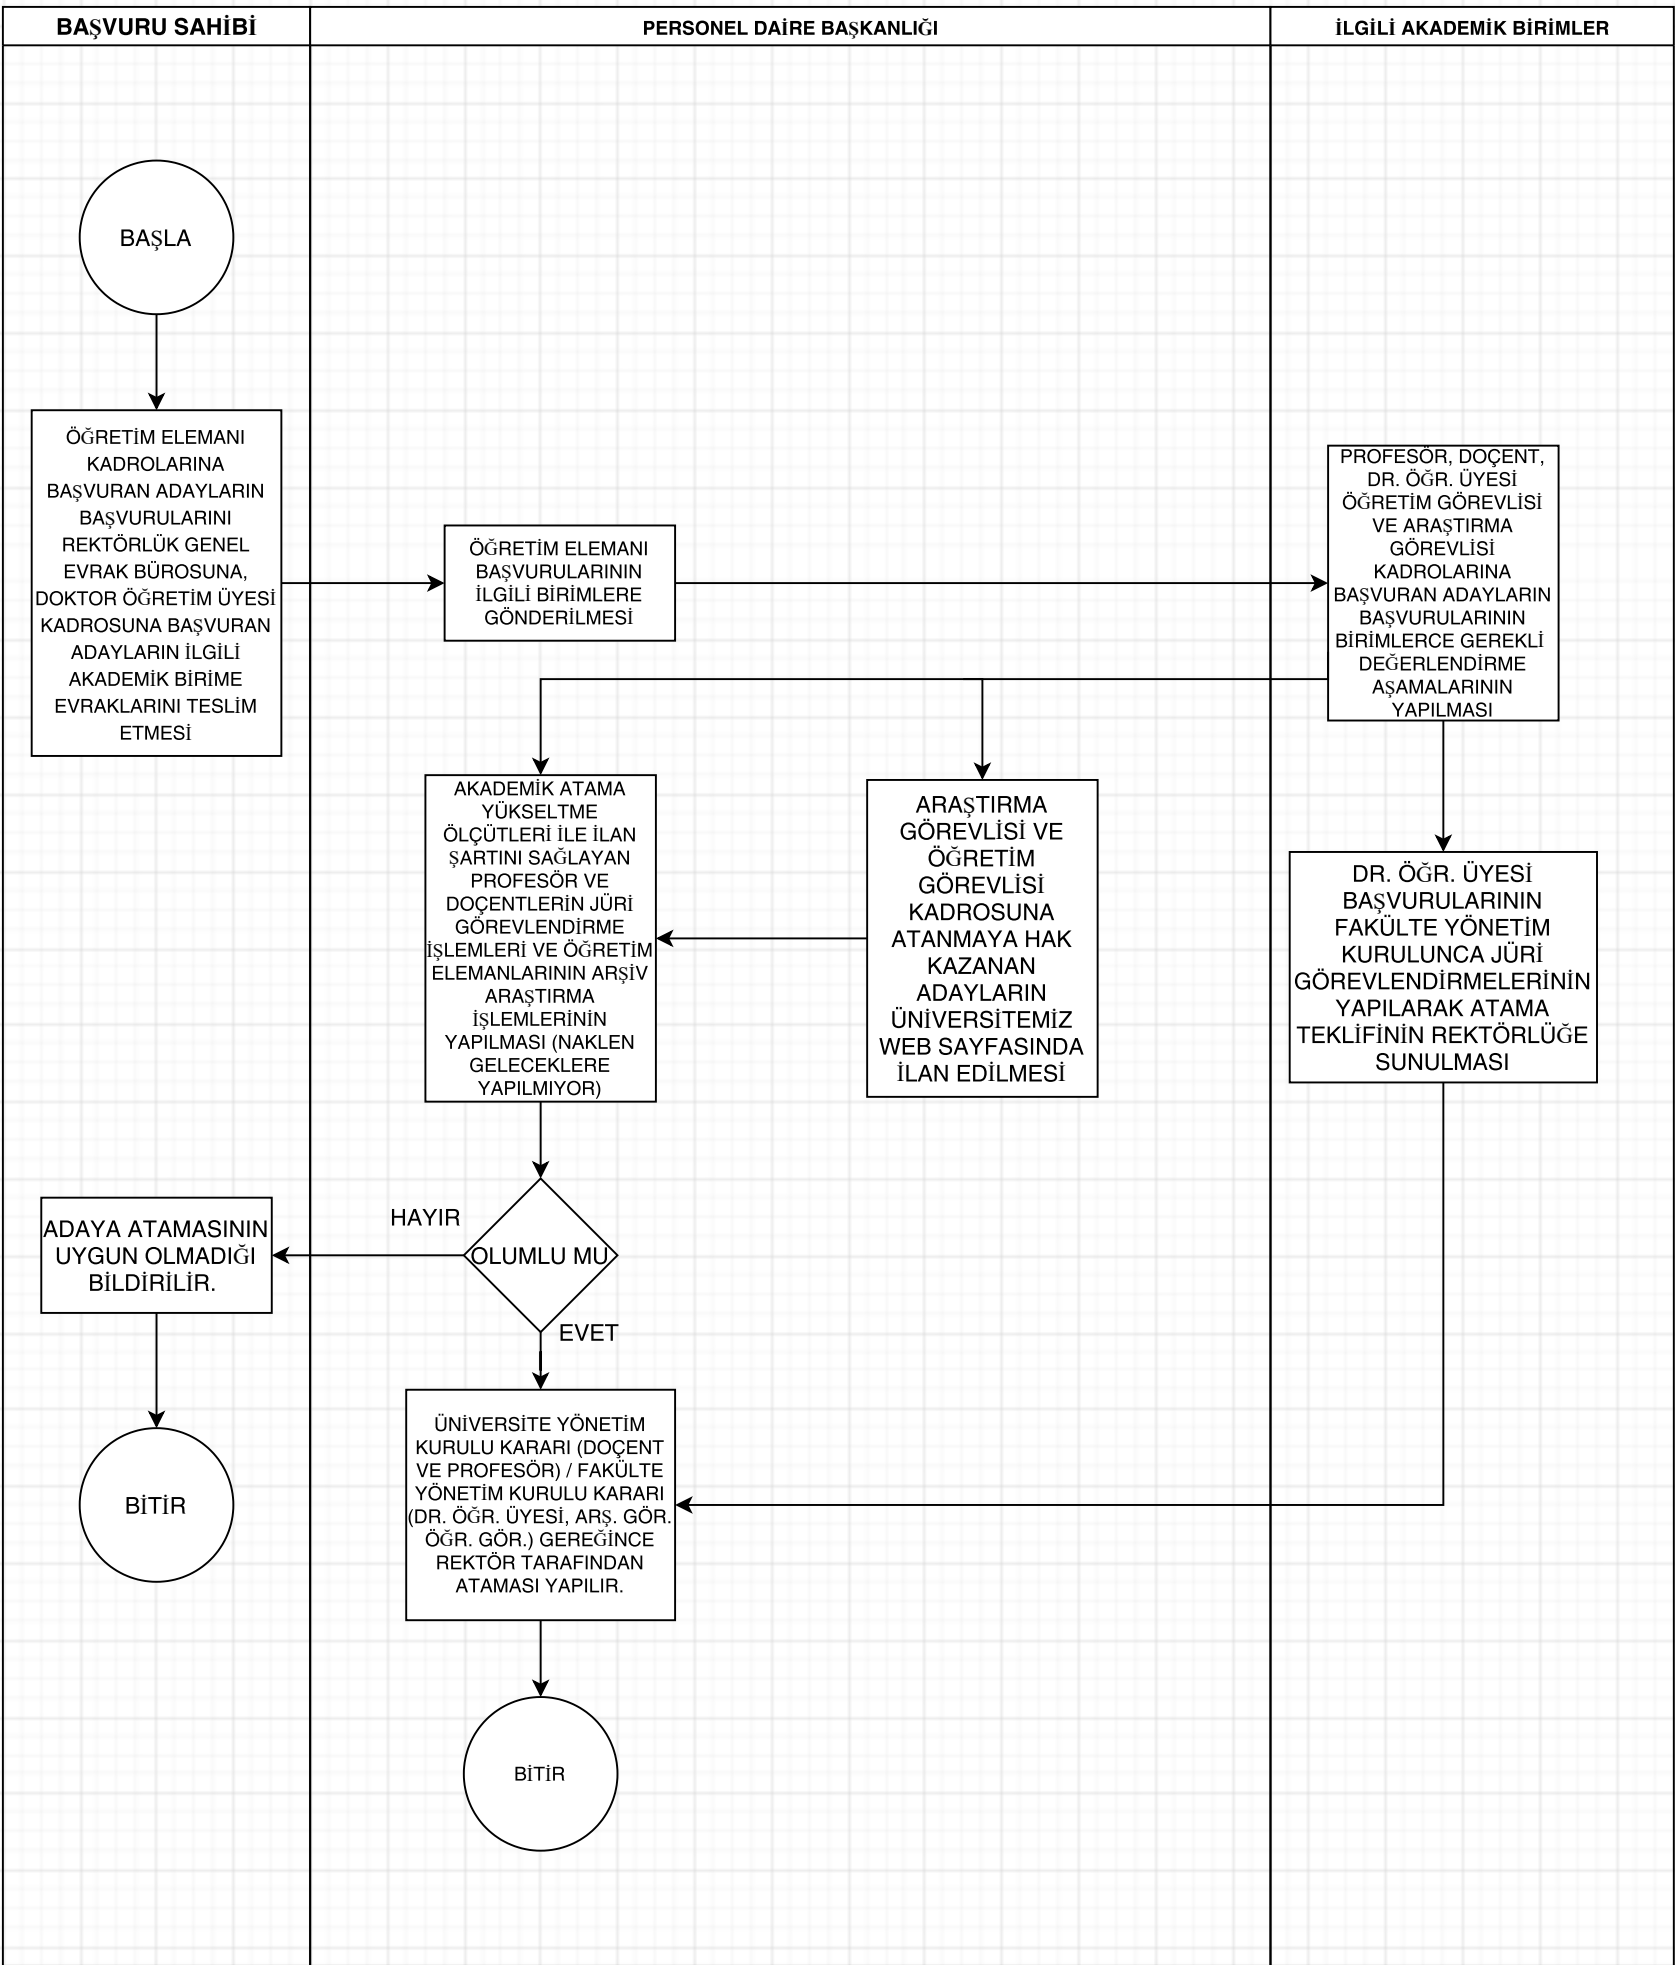 BAŞVURU SAHİBİ
PERSONEL DAİRE BAŞKANLIĞI
İLGİLİ AKADEMİK BİRİMLER
BAŞLA
ÖĞRETİM ELEMANI
KADROLARINA
BAŞVURAN ADAYLARIN
BAŞVURULARINI
REKTÖRLÜK GENEL
EVRAK BÜROSUNA,
DOKTOR ÖĞRETİM ÜYESİ
KADROSUNA BAŞVURAN
ADAYLARIN İLGİLİ
AKADEMİK BİRİME
EVRAKLARINI TESLİM
ETMESİ
ÖĞRETİM ELEMANI
BAŞVURULARININ
İLGİLİ BİRİMLERE
GÖNDERİLMESİ
PROFESÖR, DOÇENT,
DR. ÖĞR. ÜYESİ
ÖĞRETİM GÖREVLİSİ
VE ARAŞTIRMA
GÖREVLİSİ
KADROLARINA
BAŞVURAN ADAYLARIN
BAŞVURULARININ
BİRİMLERCE GEREKLİ
DEĞERLENDİRME
AŞAMALARININ
YAPILMASI
AKADEMİK ATAMA
YÜKSELTME
ÖLÇÜTLERİ İLE İLAN
ŞARTINI SAĞLAYAN
PROFESÖR VE
DOÇENTLERİN JÜRİ
GÖREVLENDİRME
İŞLEMLERİ VE ÖĞRETİM
ELEMANLARININ ARŞİV
ARAŞTIRMA
İŞLEMLERİNİN
YAPILMASI (NAKLEN
GELECEKLERE
YAPILMIYOR)
ARAŞTIRMA
GÖREVLİSİ VE
ÖĞRETİM
GÖREVLİSİ
KADROSUNA
ATANMAYA HAK
KAZANAN
ADAYLARIN
ÜNİVERSİTEMİZ
WEB SAYFASINDA
İLAN EDİLMESİ
DR. ÖĞR. ÜYESİ
BAŞVURULARININ
FAKÜLTE YÖNETİM
KURULUNCA JÜRİ
GÖREVLENDİRMELERİNİN
YAPILARAK ATAMA
TEKLİFİNİN REKTÖRLÜĞE
SUNULMASI
HAYIR
OLUMLU MU
ADAYA ATAMASININ
UYGUN OLMADIĞI
BİLDİRİLİR.
EVET
ÜNİVERSİTE YÖNETİM
KURULU KARARI (DOÇENT
VE PROFESÖR) / FAKÜLTE
YÖNETİM KURULU KARARI
(DR. ÖĞR. ÜYESİ, ARŞ. GÖR.
ÖĞR. GÖR.) GEREĞİNCE
REKTÖR TARAFINDAN
ATAMASI YAPILIR.
BİTİR
BİTİR